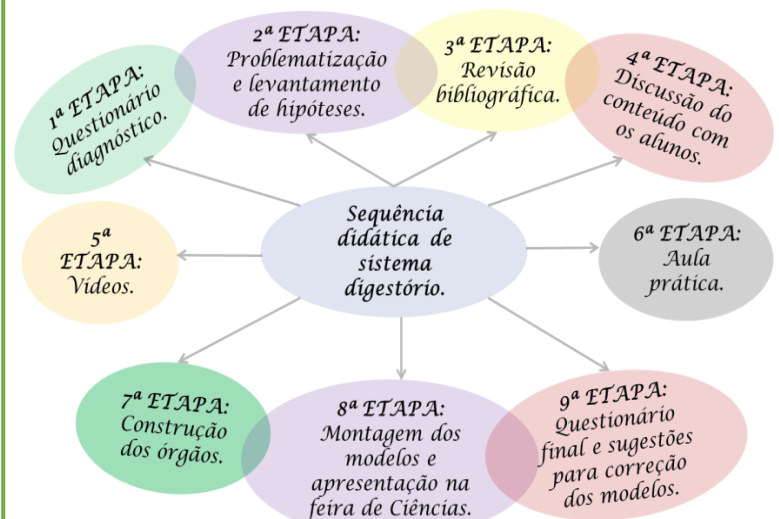 1ª ETAPA:
Questionário
diagnóstico.
2ª ETAPA:
Problematização
e levantamento
de hipóteses.
3ª ETAPA:
Revisão
bibliográfica.
4ª ETAPA:
Discussão do
conteúdo com
os alunos.
Sequência
didática de
sistema
digestório.
5ª
ETAPA:
Vídeos.
6ª ETAPA:
Aula
prática.
7ª ETAPA:
Construção
dos órgãos.
8ª ETAPA:
Montagem dos
modelos e
apresentação na
feira de Ciências.
9ª ETAPA:
Questionário
final e sugestões
para correção
dos modelos.